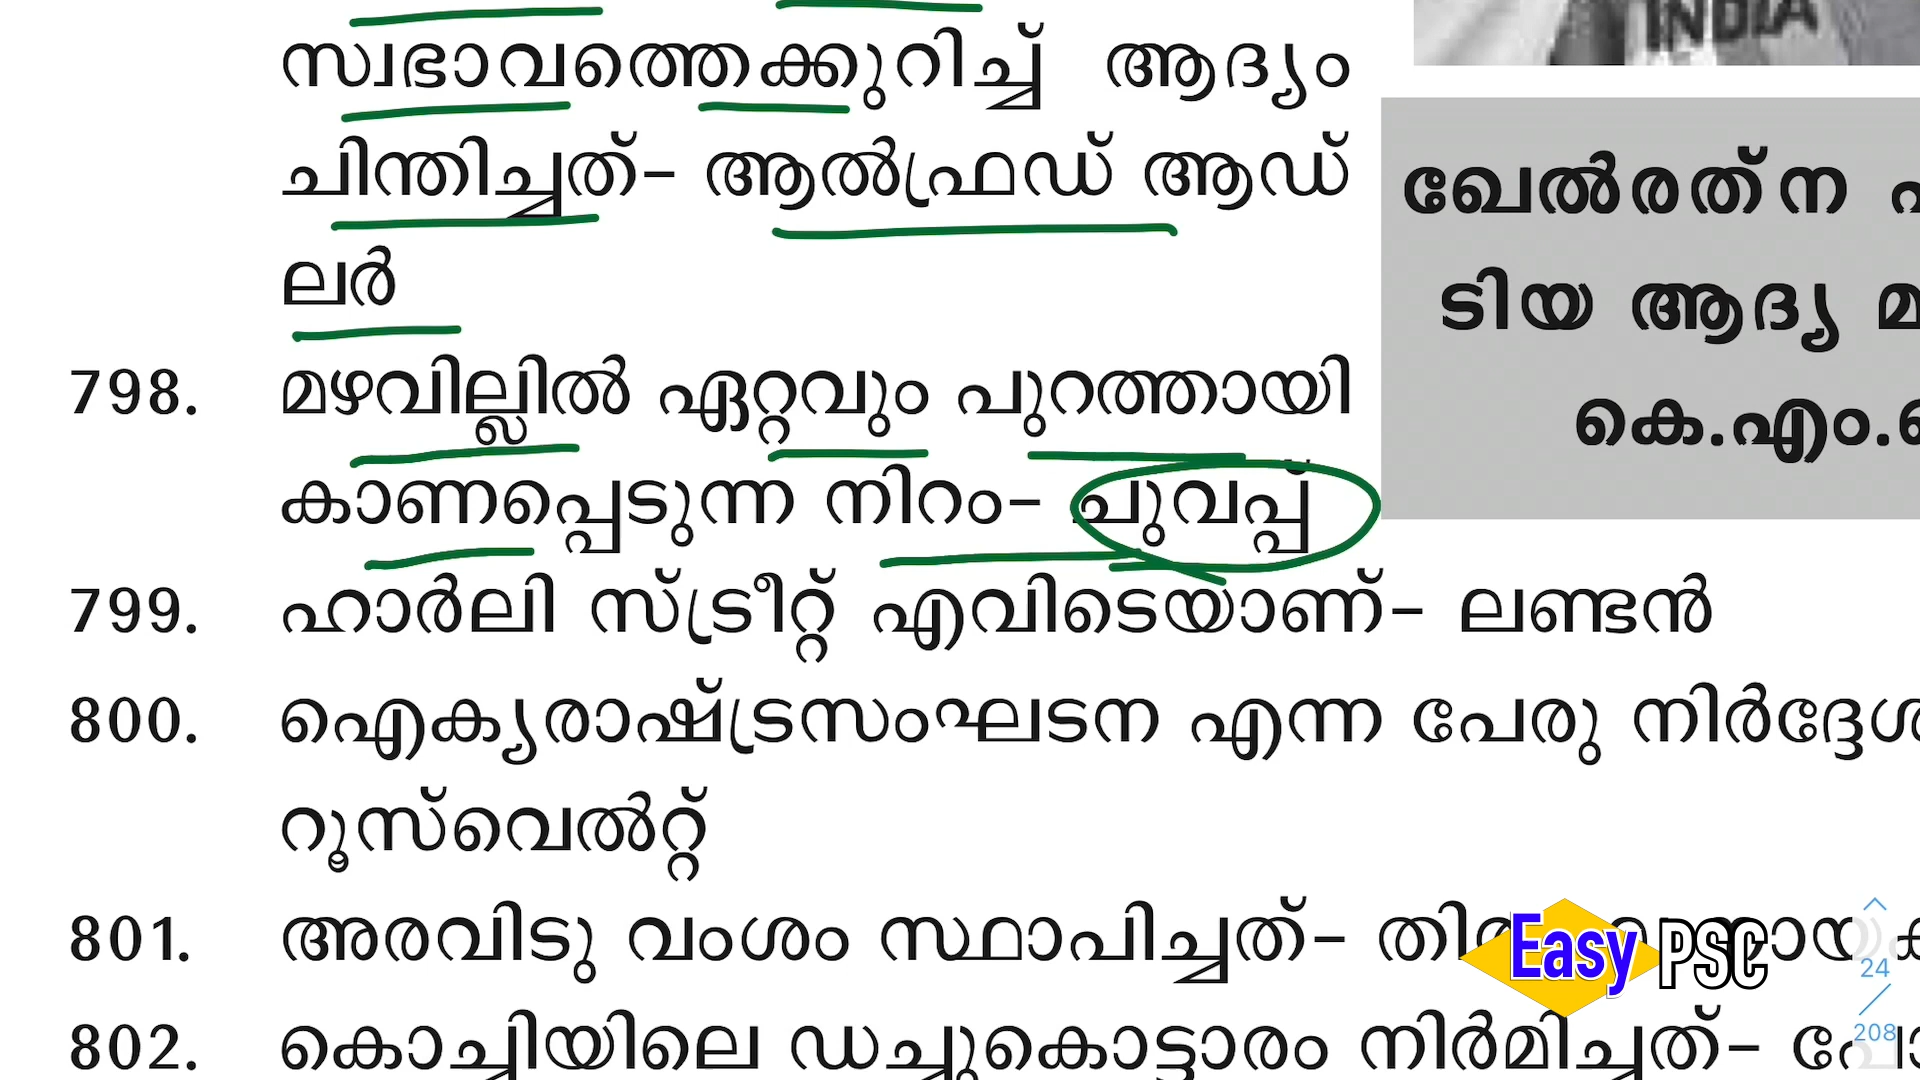 INDIA
സ്വഭാവത്തെക്കുറിച്ച് ആദ്യം
ചിന്തിച്ചത്- ആൽഫ്രഡ് ആഡ്
ലർ
798. മഴവില്ലിൽ ഏറ്റവും പുറത്തായി
കാണപ്പെടുന്ന നിറം- ചുവപ്പ്
799. ഹാർലി സ്ട്രീറ്റ് എവിടെയാണ്- ലണ്ടൻ
800. ഐക്യരാഷ്ട്രസംഘടന എന്ന പേരു
റൂസ്‌വെൽറ്റ്
801. അരവിടു വംശം സ്ഥാപിച്ചത്-
802. കൊച്ചിയിലെ ഡച്ചുകൊട്ടാരം നിർമിച്ചത്-
ഖേൽരത്ന
ടിയ ആദ്യ
കെ.എം.
Easy PSC
24
208